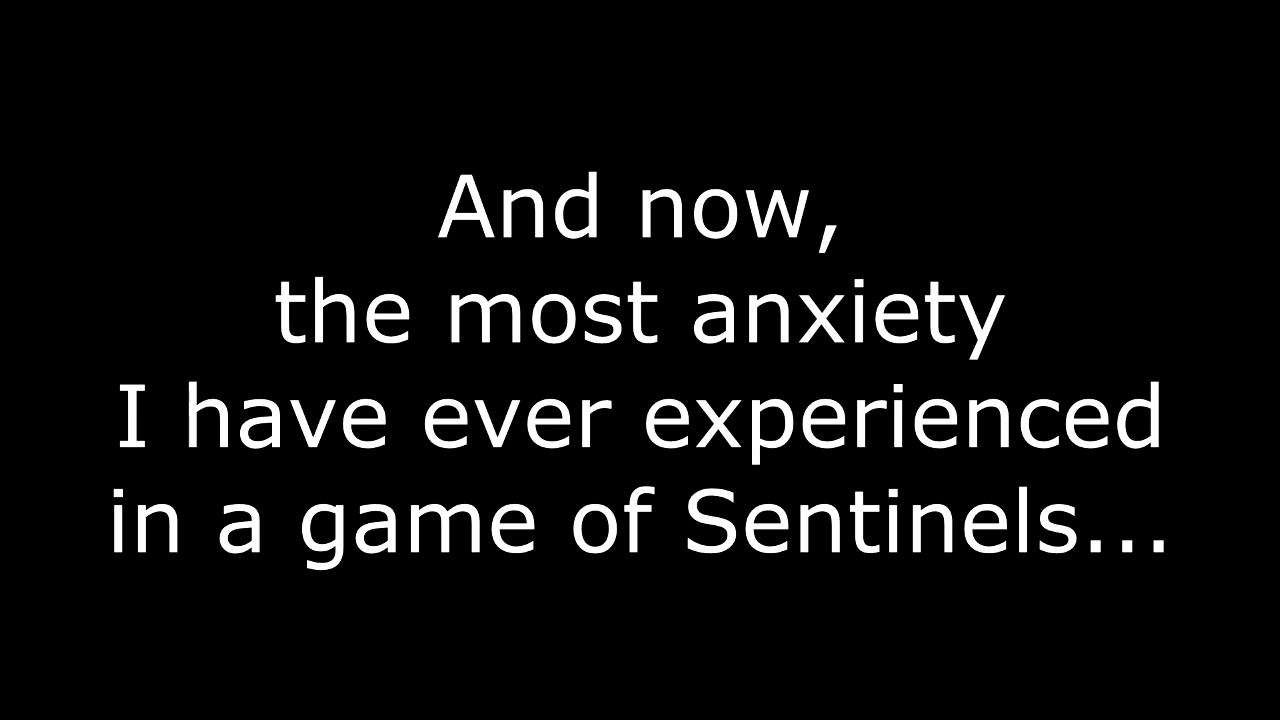 And now,
the most anxiety
I have ever experienced
in a game of Sentinels...